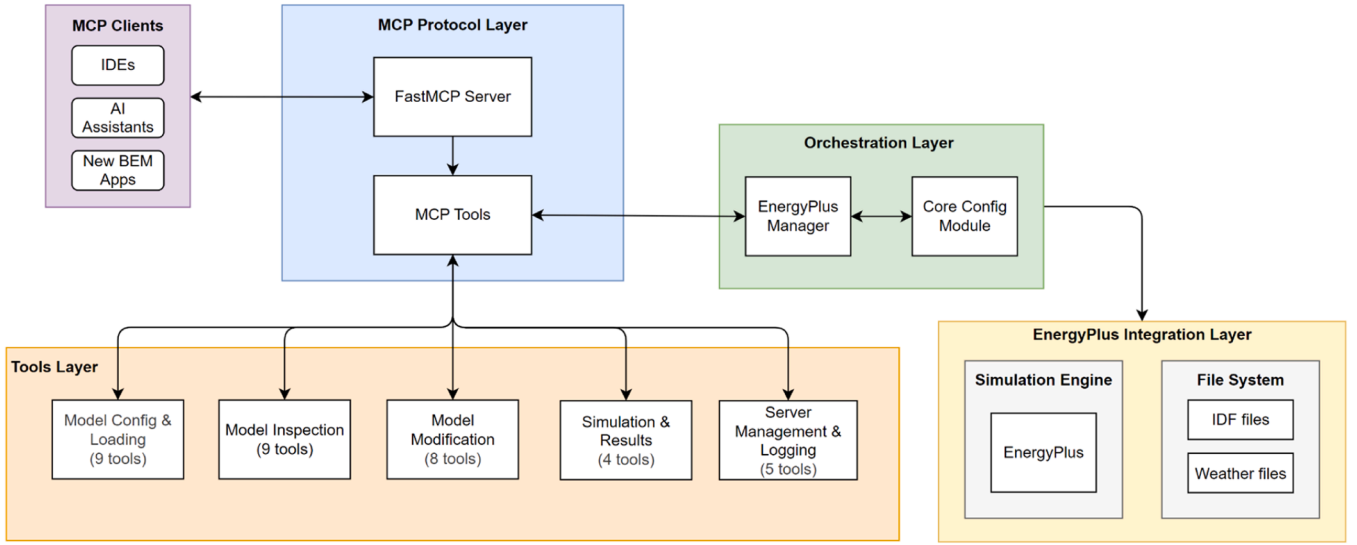 MCP Clients
IDEs
AI
Assistants
New BEM
Apps
MCP Protocol Layer
FastMCP Server
MCP Tools
Orchestration Layer
EnergyPlus
Manager
Core Config
Module
Tools Layer
Model Config &
Loading
(9 tools)
Model Inspection
(9 tools)
Model
Modification
(8 tools)
Simulation &
Results
(4 tools)
Server
Management &
Logging
(5 tools)
EnergyPlus Integration Layer
Simulation Engine
EnergyPlus
File System
IDF files
Weather files